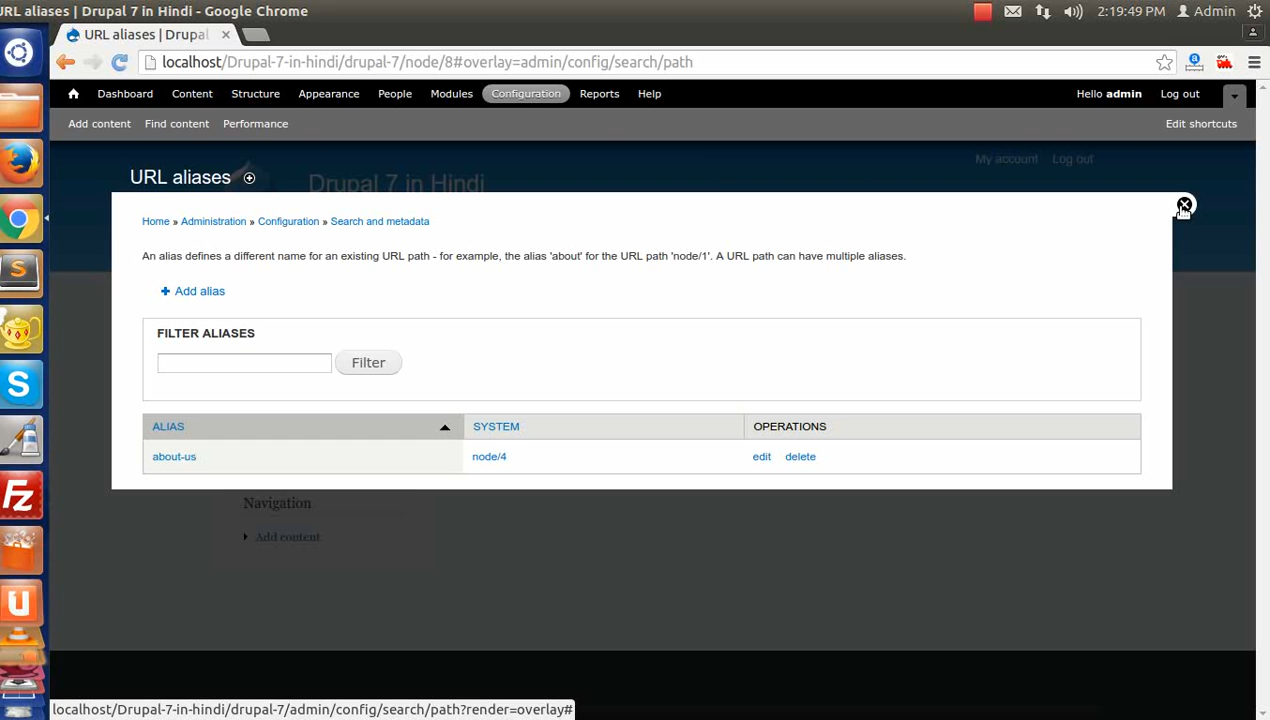 URL aliases | Drupal 7 in Hindi - Google Chrome
2:19:49 PM Admin
URL aliases | Drupal
localhost/Drupal-7-in-hindi/drupal-7/node/8#overlay=admin/config/search/path
Dashboard Content Structure Appearance People Modules Configuration Reports Help Hello admin Log out
Add content Find content Performance Edit shortcuts
My account Log out
URL aliases
Drupal 7 in Hindi
Home » Administration » Configuration » Search and metadata
An alias defines a different name for an existing URL path - for example, the alias 'about' for the URL path 'node/1'. A URL path can have multiple aliases.
+ Add alias
FILTER ALIASES
Filter
ALIAS SYSTEM OPERATIONS
about-us node/4 edit delete
Navigation
Add content
localhost/Drupal-7-in-hindi/drupal-7/admin/config/search/path?render=overlay#